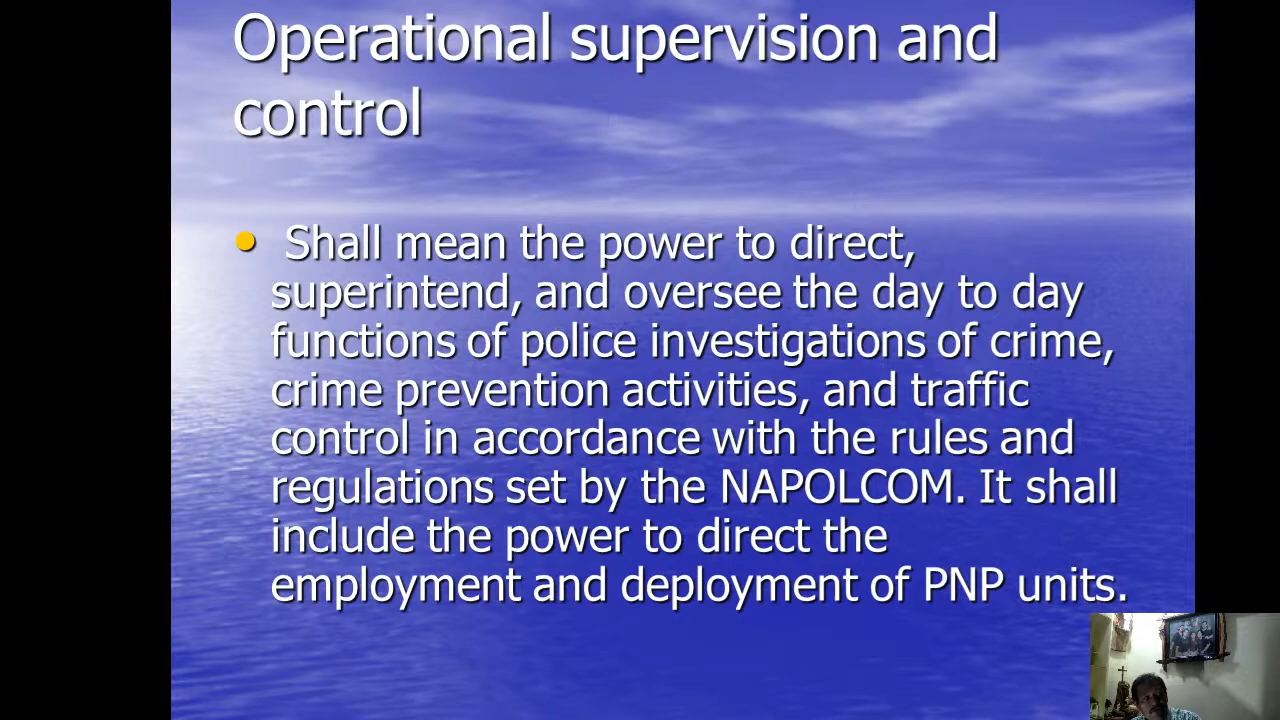 Operational supervision and
control
• Shall mean the power to direct,
superintend, and oversee the day to day
functions of police investigations of crime,
crime prevention activities, and traffic
control in accordance with the rules and
regulations set by the NAPOLCOM. It shall
include the power to direct the
employment and deployment of PNP units.